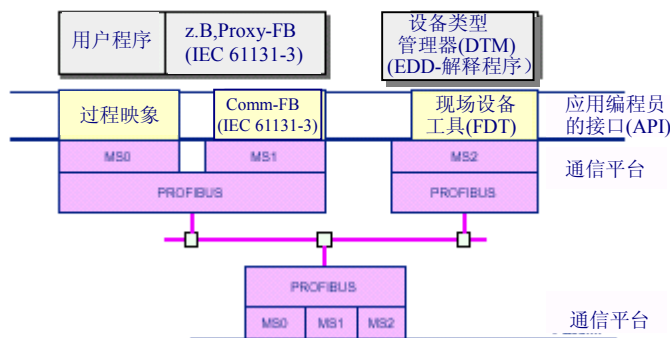 用户程序
z.B,Proxy-FB
(IEC 61131-3)
设备类型
管理器(DTM)
(EDD-解释程序)
过程映象
Comm-FB
(IEC 61131-3)
现场设备
工具(FDT)
应用编程员
的接口(API)
MS0
MS1
MS2
通信平台
PROFIBUS
PROFIBUS
PROFIBUS
MS0
MS1
MS2
通信平台